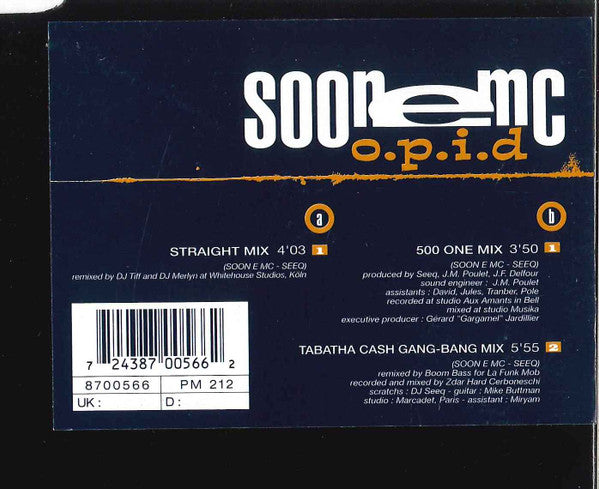 SOON e MC
o.p.i.d
a
STRAIGHT MIX 4'03 1
(SOON E MC - SEEQ)
remixed by DJ Tiff and DJ Merlyn at Whitehouse Studios, Köln
b
500 ONE MIX 3'50 1
(SOON E MC - SEEQ)
produced by Seeq, J.M. Poulet, J.F. Delfour
sound engineer : J.M. Poulet
assistants : David, Jules, Tranber, Pole
recorded at studio Aux Amants in Bell
mixed at studio Musika
executive producer : Gérard "Gargamel" Jardillier
TABATHA CASH GANG-BANG MIX 5'55 2
(SOON E MC - SEEQ)
remixed by Boom Bass for La Funk Mob
recorded and mixed by Zdar Hard Cerboneschi
scratchs : DJ Seeq - guitar : Mike Buttman
studio : Marcadet, Paris - assistant : Miryam
7 24387 00566 2
8700566 PM 212
UK : D :